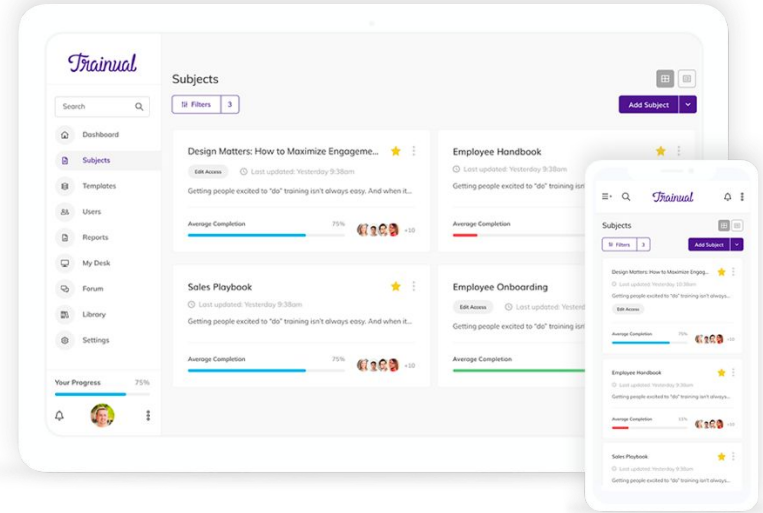 Trainual
Search
Dashboard
Subjects
Templates
Users
Reports
My Desk
Forum
Library
Settings
Your Progress 75%
Subjects
Filters 3
Add Subject
Design Matters: How to Maximize Engageme...
Edit Access Last updated: Yesterday 9:38am
Getting people excited to "do" training isn't always easy. And when it...
Average Completion 75% +10
Employee Handbook
Last updated: Yesterday 9:38am
Getting people excited to "do" training isn't
Average Completion
Sales Playbook
Last updated: Yesterday 9:38am
Getting people excited to "do" training isn't always easy. And when it...
Average Completion 75% +10
Employee Onboarding
Edit Access Last updated: Yesterd
Getting people excited to "do" training isn't
Average Completion
Trainual
Subjects
Filters 3
Add Subject
Design Matters: How to Maximize Engag...
Last updated: Yesterday, 10:38am
Getting people excited to "do" training isn't always...
Edit Access
Average Completion 75% +10
Employee Handbook
Last updated: Yesterday 9:38am
Getting people excited to "do" training isn't always...
Average Completion +10
Sales Playbook
Last updated: Yesterday 9:38am
Getting people excited to "do" training isn't always...